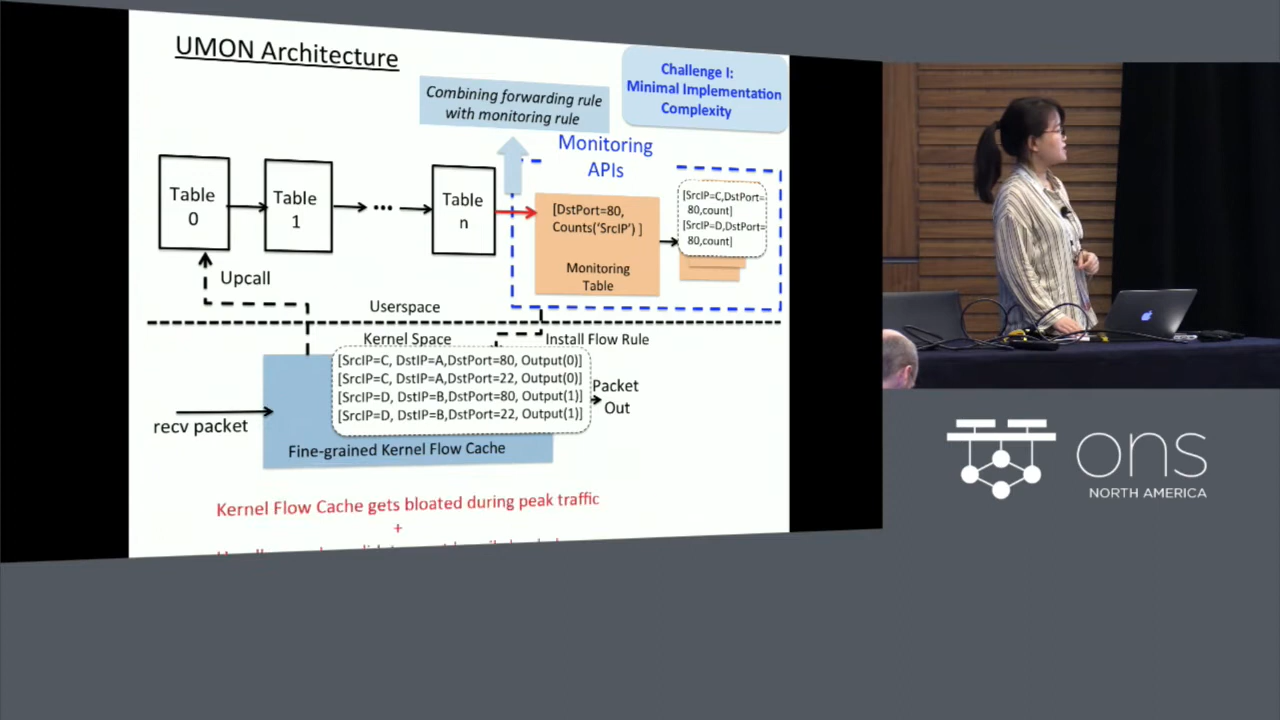 UMON Architecture
Challenge I:
Minimal Implementation
Complexity
Combining forwarding rule
with monitoring rule
Monitoring
APIs
Table
0
Table
1
...
Table
n
[DstPort=80,
Counts('SrcIP') ]
Monitoring
Table
[SrcIP=C,DstPort=
80,count]
[SrcIP=D,DstPort=
80,count]
Upcall
Userspace
Kernel Space
Install Flow Rule
[SrcIP=C, DstIP=A,DstPort=80, Output(0)]
[SrcIP=C, DstIP=A,DstPort=22, Output(0)]
[SrcIP=D, DstIP=B,DstPort=80, Output(1)]
[SrcIP=D, DstIP=B,DstPort=22, Output(1)]
Packet
Out
recv packet
Fine-grained Kernel Flow Cache
Kernel Flow Cache gets bloated during peak traffic
+
ons
NORTH AMERICA